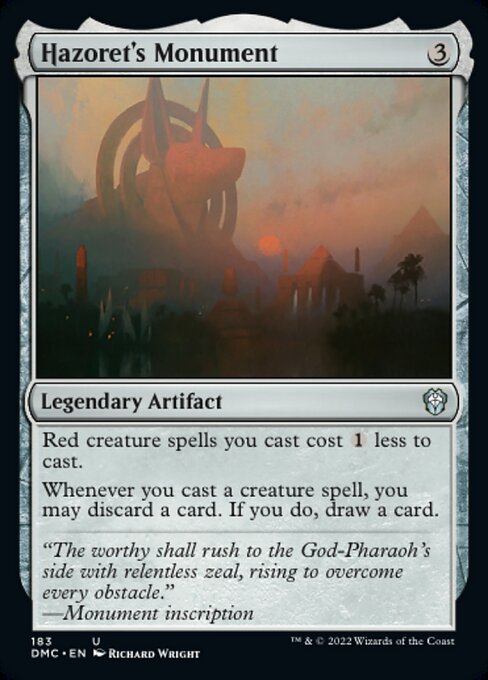 Hazoret's Monument 3
Legendary Artifact
Red creature spells you cast cost 1 less to
cast.
Whenever you cast a creature spell, you
may discard a card. If you do, draw a card.
“The worthy shall rush to the God-Pharaoh’s
side with relentless zeal, rising to overcome
every obstacle.”
—Monument inscription
183 U
DMC • EN Richard Wright
™ & © 2022 Wizards of the Coast